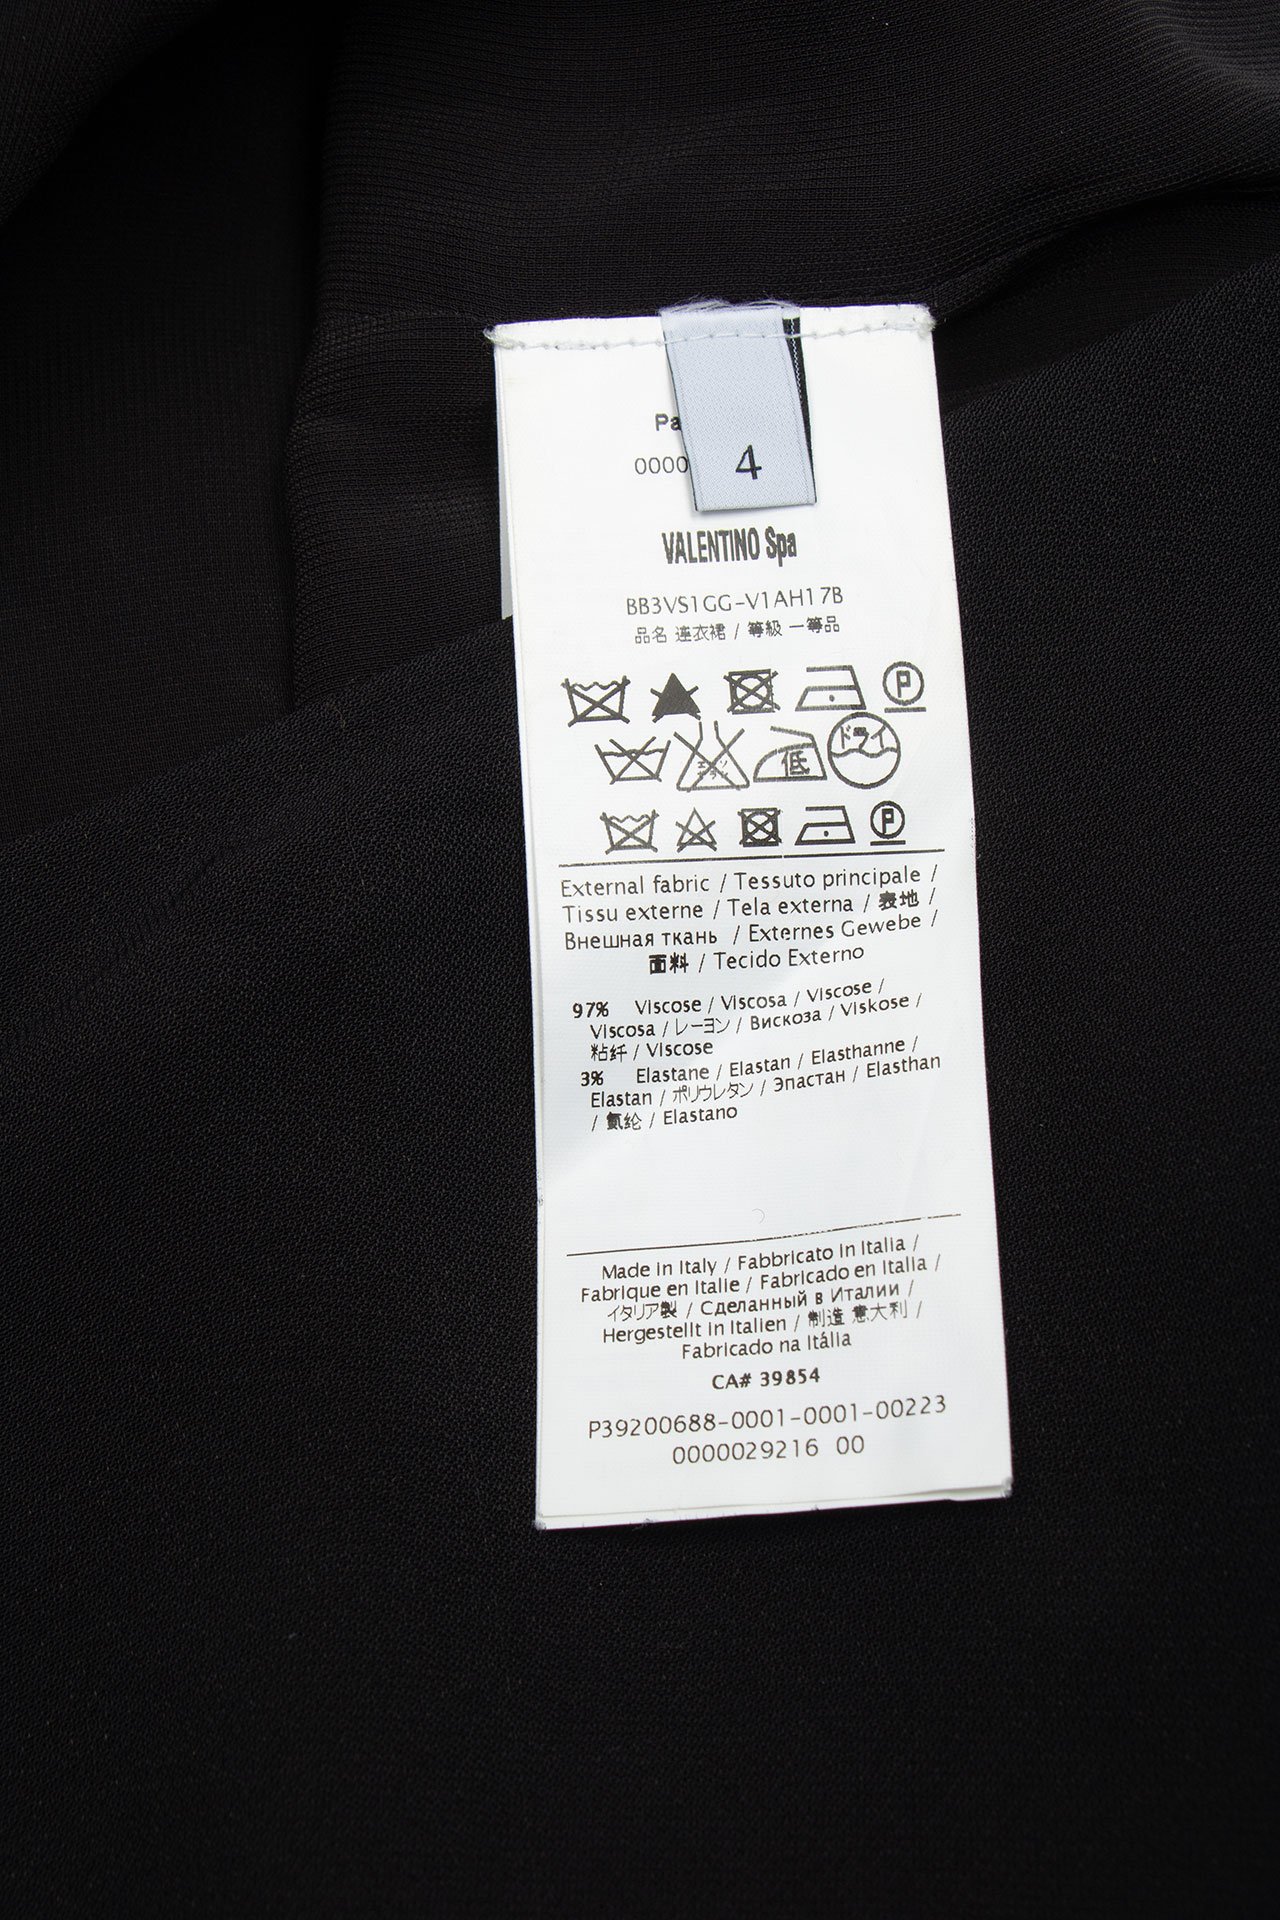 4
0000
VALENTINO Spa
BB3VS1GG-V1AH17B
品名 連衣裙 / 等級 一等品
P
低 ドライ
P
External fabric / Tessuto principale /
Tissu externe / Tela externa / 表地 /
Внешная ткань / Externes Gewebe /
面料 / Tecido Externo
97% Viscose / Viscosa / Viscose /
Viscosa / レーヨン / Вискоза / Viskose /
粘纤 / Viscose
3% Elastane / Elastan / Elasthanne /
Elastan / ポリウレタン / Эпастан / Elasthan
/ 氨纶 / Elastano
Made in Italy / Fabbricato in Italia /
Fabrique en Italie / Fabricado en Italia /
イタリア製 / Сделанный в Италии /
Hergestellt in Italien / 制造 意大利 /
Fabricado na Itália
CA# 39854
P39200688-0001-0001-00223
0000029216 00